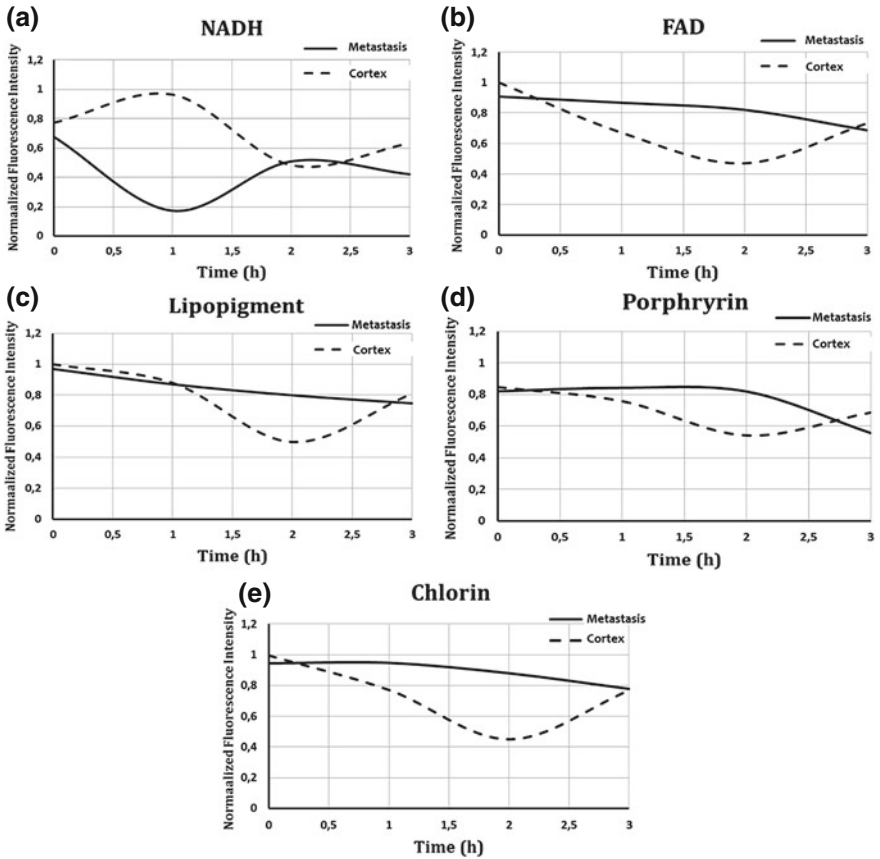 (a)
NADH
Metastasis
Cortex
Normaalized Fluorescence Intensity
1,2
1
0,8
0,6
0,4
0,2
0
0 0,5 1 1,5 2 2,5 3
Time (h)
(b)
FAD
Metastasis
Cortex
Normaalized Fluorescence Intensity
1,2
1
0,8
0,6
0,4
0,2
0
0 0,5 1 1,5 2 2,5 3
Time (h)
(c)
Lipopigment
Metastasis
Cortex
Normaalized Fluorescence Intensity
1,2
1
0,8
0,6
0,4
0,2
0
0 0,5 1 1,5 2 2,5 3
Time (h)
(d)
Porphryrin
Metastasis
Cortex
Normaalized Fluorescence Intensity
1,2
1
0,8
0,6
0,4
0,2
0
0 0,5 1 1,5 2 2,5 3
Time (h)
(e)
Chlorin
Metastasis
Cortex
Normaalized Fluorescence Intensity
1,2
1
0,8
0,6
0,4
0,2
0
0 0,5 1 1,5 2 2,5 3
Time (h)